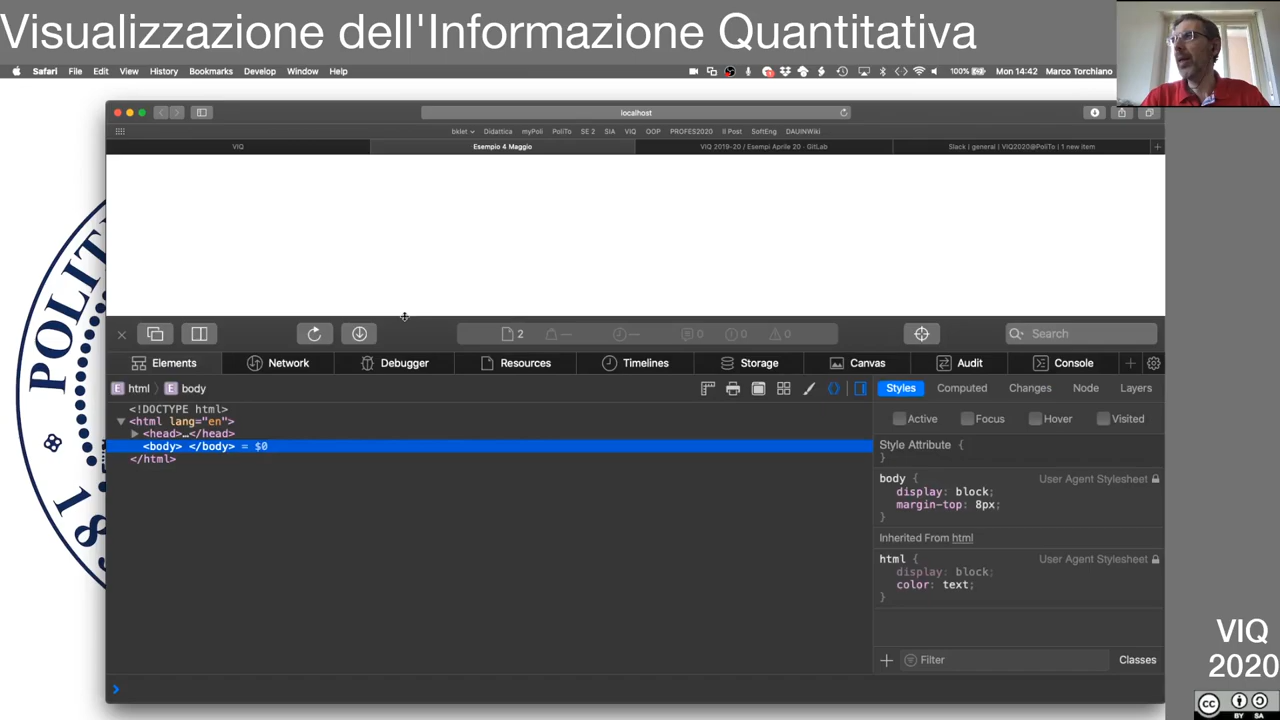 Visualizzazione dell'Informazione Quantitativa
Safari File Edit View History Bookmarks Develop Window Help
100% Mon 14:42 Marco Torchiano
localhost
bklet Didattica myPoli PoliTo SE 2 SIA VIQ OOP PROFES2020 Il Post SoftEng DAUINWiki
VIQ Esempio 4 Maggio VIQ 2019-20 / Esempi Aprile 20 · GitLab Slack | general | VIQ2020@PoliTo | 1 new item
2 — — 0 0 0 Search
Elements Network Debugger Resources Timelines Storage Canvas Audit Console
E html E body
Styles Computed Changes Node Layers
<!DOCTYPE html>
<html lang="en">
<head>…</head>
<body> </body> = $0
</html>
Active Focus Hover Visited
Style Attribute {
}
body { User Agent Stylesheet
display: block;
margin-top: 8px;
}
Inherited From html
html { User Agent Stylesheet
display: block;
color: text;
}
Filter Classes
POLIT
VIQ
2020
CC BY SA